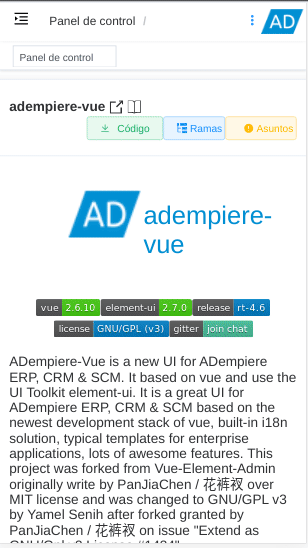 Panel de control /
AD
Panel de control
adempiere-vue
Código
Ramas
Asuntos
AD
adempiere-
vue
vue 2.6.10 element-ui 2.7.0 release rt-4.6
license GNU/GPL (v3) gitter join chat
ADempiere-Vue is a new UI for ADempiere
ERP, CRM & SCM. It based on vue and use the
UI Toolkit element-ui. It is a great UI for
ADempiere ERP, CRM & SCM based on the
newest development stack of vue, built-in i18n
solution, typical templates for enterprise
applications, lots of awesome features. This
project was forked from Vue-Element-Admin
originally write by PanJiaChen / 花裤衩 over
MIT license and was changed to GNU/GPL v3
by Yamel Senih after forked granted by
PanJiaChen / 花裤衩 on issue "Extend as